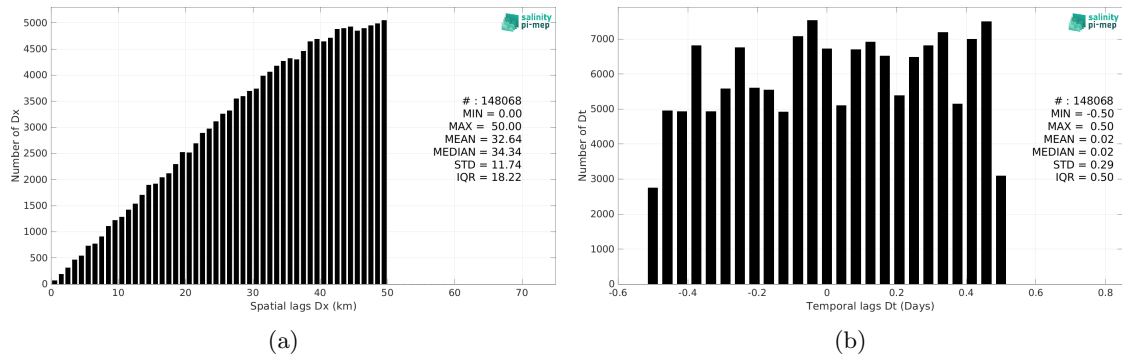 5000
4500
4000
3500
3000
2500
2000
1500
1000
500
0
Number of Dx
0 10 20 30 40 50 60 70
Spatial lags Dx (km)
salinity
pi-mep
# : 148068
MIN = 0.00
MAX = 50.00
MEAN = 32.64
MEDIAN = 34.34
STD = 11.74
IQR = 18.22
(a)
7000
6000
5000
4000
3000
2000
1000
0
Number of Dt
-0.6 -0.4 -0.2 0 0.2 0.4 0.6 0.8
Temporal lags Dt (Days)
salinity
pi-mep
# : 148068
MIN = -0.50
MAX = 0.50
MEAN = 0.02
MEDIAN = 0.02
STD = 0.29
IQR = 0.50
(b)